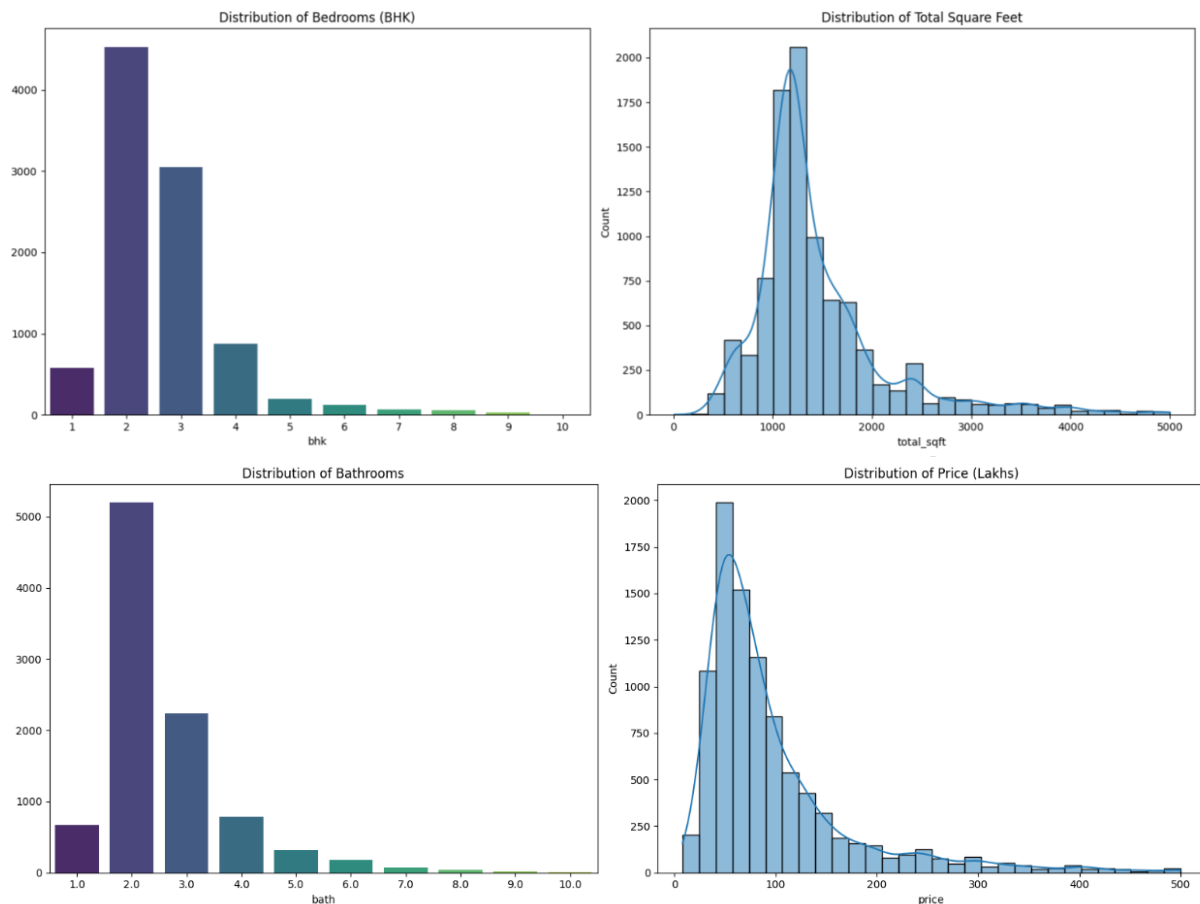 Distribution of Bedrooms (BHK)
4000
3000
2000
1000
0
1 2 3 4 5 6 7 8 9 10
bhk
Distribution of Total Square Feet
Count
2000
1750
1500
1250
1000
750
500
250
0
0 1000 2000 3000 4000 5000
total_sqft
Distribution of Bathrooms
5000
4000
3000
2000
1000
0
1.0 2.0 3.0 4.0 5.0 6.0 7.0 8.0 9.0 10.0
bath
Distribution of Price (Lakhs)
Count
2000
1750
1500
1250
1000
750
500
250
0
0 100 200 300 400 500
price